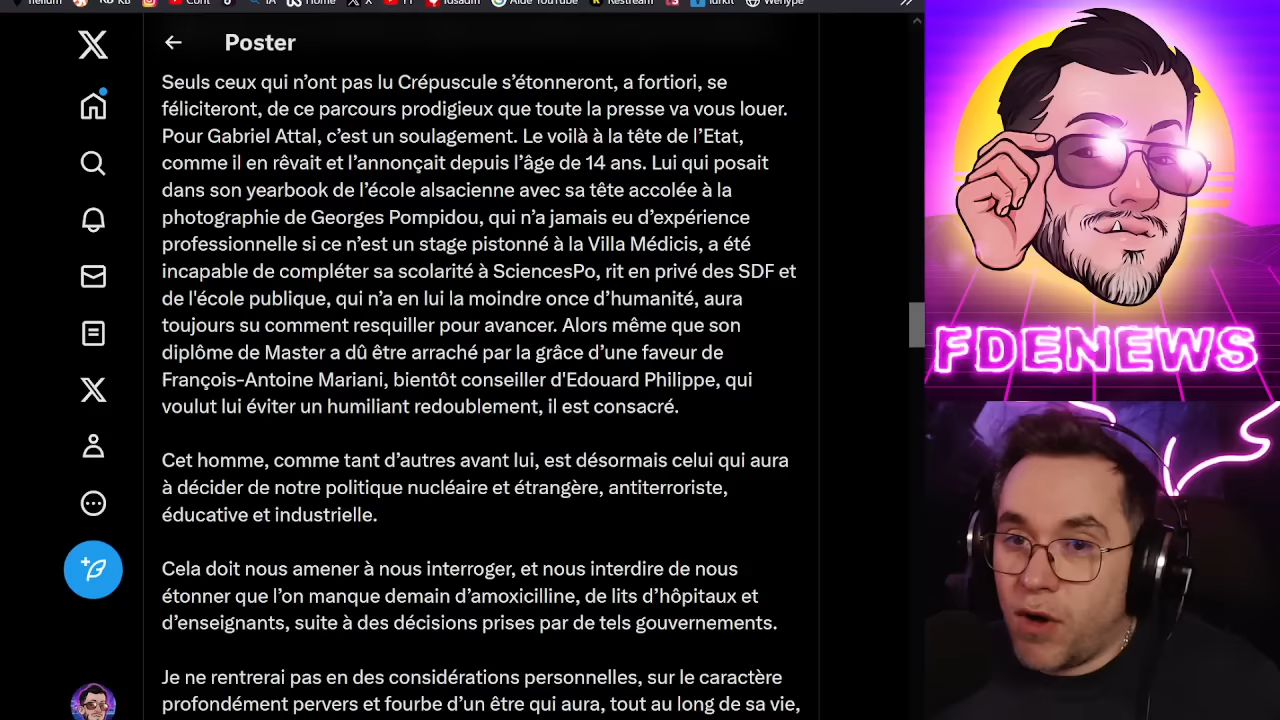 Cont
IA
Home
X
Aide YouTube
Restream
Wehype
Poster
Seuls ceux qui n’ont pas lu Crépuscule s’étonneront, a fortiori, se
féliciteront, de ce parcours prodigieux que toute la presse va vous louer.
Pour Gabriel Attal, c’est un soulagement. Le voilà à la tête de l’Etat,
comme il en rêvait et l’annonçait depuis l’âge de 14 ans. Lui qui posait
dans son yearbook de l’école alsacienne avec sa tête accolée à la
photographie de Georges Pompidou, qui n’a jamais eu d’expérience
professionnelle si ce n’est un stage pistonné à la Villa Médicis, a été
incapable de compléter sa scolarité à SciencesPo, rit en privé des SDF et
de l'école publique, qui n’a en lui la moindre once d’humanité, aura
toujours su comment resquiller pour avancer. Alors même que son
diplôme de Master a dû être arraché par la grâce d’une faveur de
François-Antoine Mariani, bientôt conseiller d'Edouard Philippe, qui
voulut lui éviter un humiliant redoublement, il est consacré.
Cet homme, comme tant d’autres avant lui, est désormais celui qui aura
à décider de notre politique nucléaire et étrangère, antiterroriste,
éducative et industrielle.
Cela doit nous amener à nous interroger, et nous interdire de nous
étonner que l’on manque demain d’amoxicilline, de lits d’hôpitaux et
d’enseignants, suite à des décisions prises par de tels gouvernements.
Je ne rentrerai pas en des considérations personnelles, sur le caractère
profondément pervers et fourbe d’un être qui aura, tout au long de sa vie,
FDENEWS